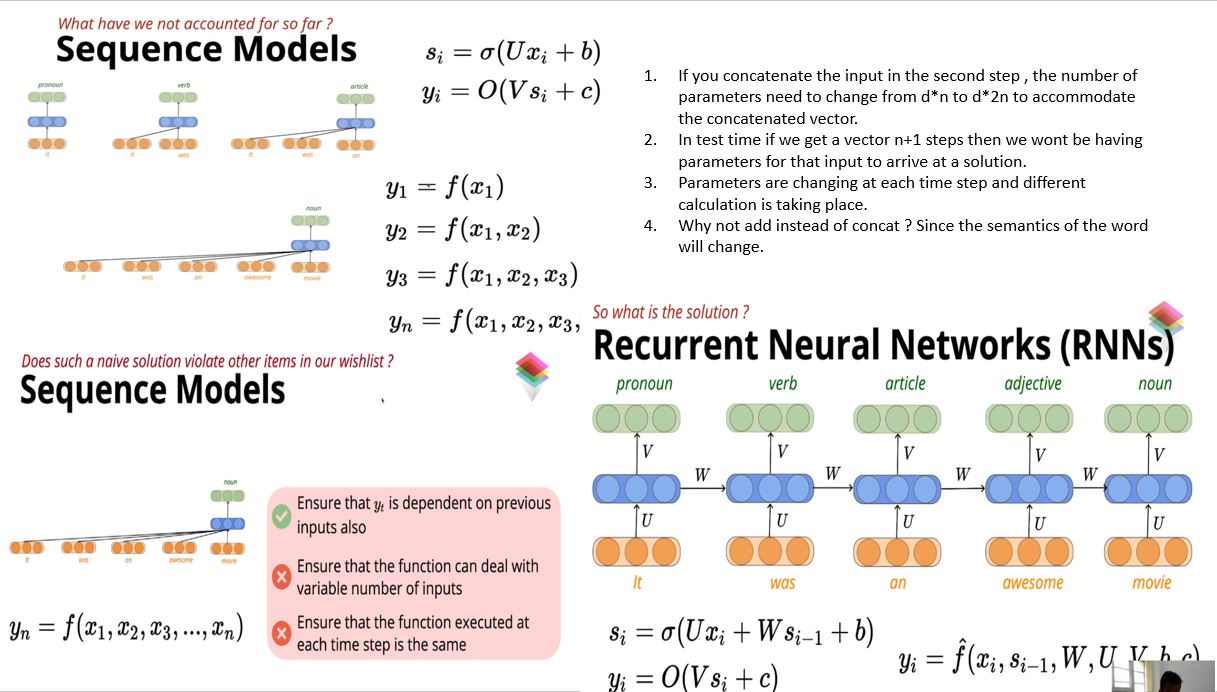 What have we not accounted for so far ?
Sequence Models
pronoun
verb
article
It
It
was
It
was
an
s_i = σ(Ux_i + b)
y_i = O(Vs_i + c)
y_1 = f(x_1)
y_2 = f(x_1, x_2)
y_3 = f(x_1, x_2, x_3)
y_n = f(x_1, x_2, x_3,
noun
It
was
an
awesome
movie
1. If you concatenate the input in the second step , the number of
parameters need to change from d*n to d*2n to accommodate
the concatenated vector.
2. In test time if we get a vector n+1 steps then we wont be having
parameters for that input to arrive at a solution.
3. Parameters are changing at each time step and different
calculation is taking place.
4. Why not add instead of concat ? Since the semantics of the word
will change.
Does such a naive solution violate other items in our wishlist ?
Sequence Models
noun
It
was
an
awesome
movie
y_n = f(x_1, x_2, x_3, ..., x_n)
Ensure that y_t is dependent on previous
inputs also
Ensure that the function can deal with
variable number of inputs
Ensure that the function executed at
each time step is the same
So what is the solution ?
Recurrent Neural Networks (RNNs)
pronoun verb article adjective noun
V V V V V
W W W W
U U U U U
It was an awesome movie
s_i = σ(Ux_i + Ws_{i-1} + b)
y_i = O(Vs_i + c)
y_i = f̂(x_i, s_{i-1}, W, U, V, b, c)